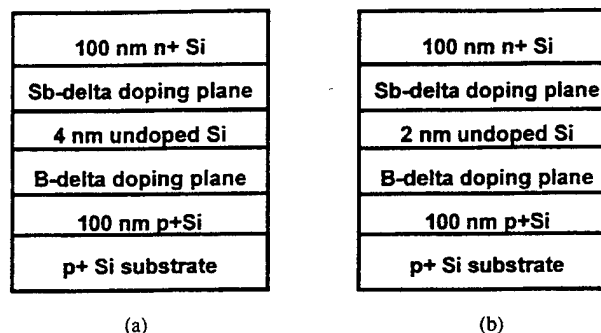 100 nm n+ Si
Sb-delta doping plane
4 nm undoped Si
B-delta doping plane
100 nm p+Si
p+ Si substrate
(a)
100 nm n+ Si
Sb-delta doping plane
2 nm undoped Si
B-delta doping plane
100 nm p+Si
p+ Si substrate
(b)